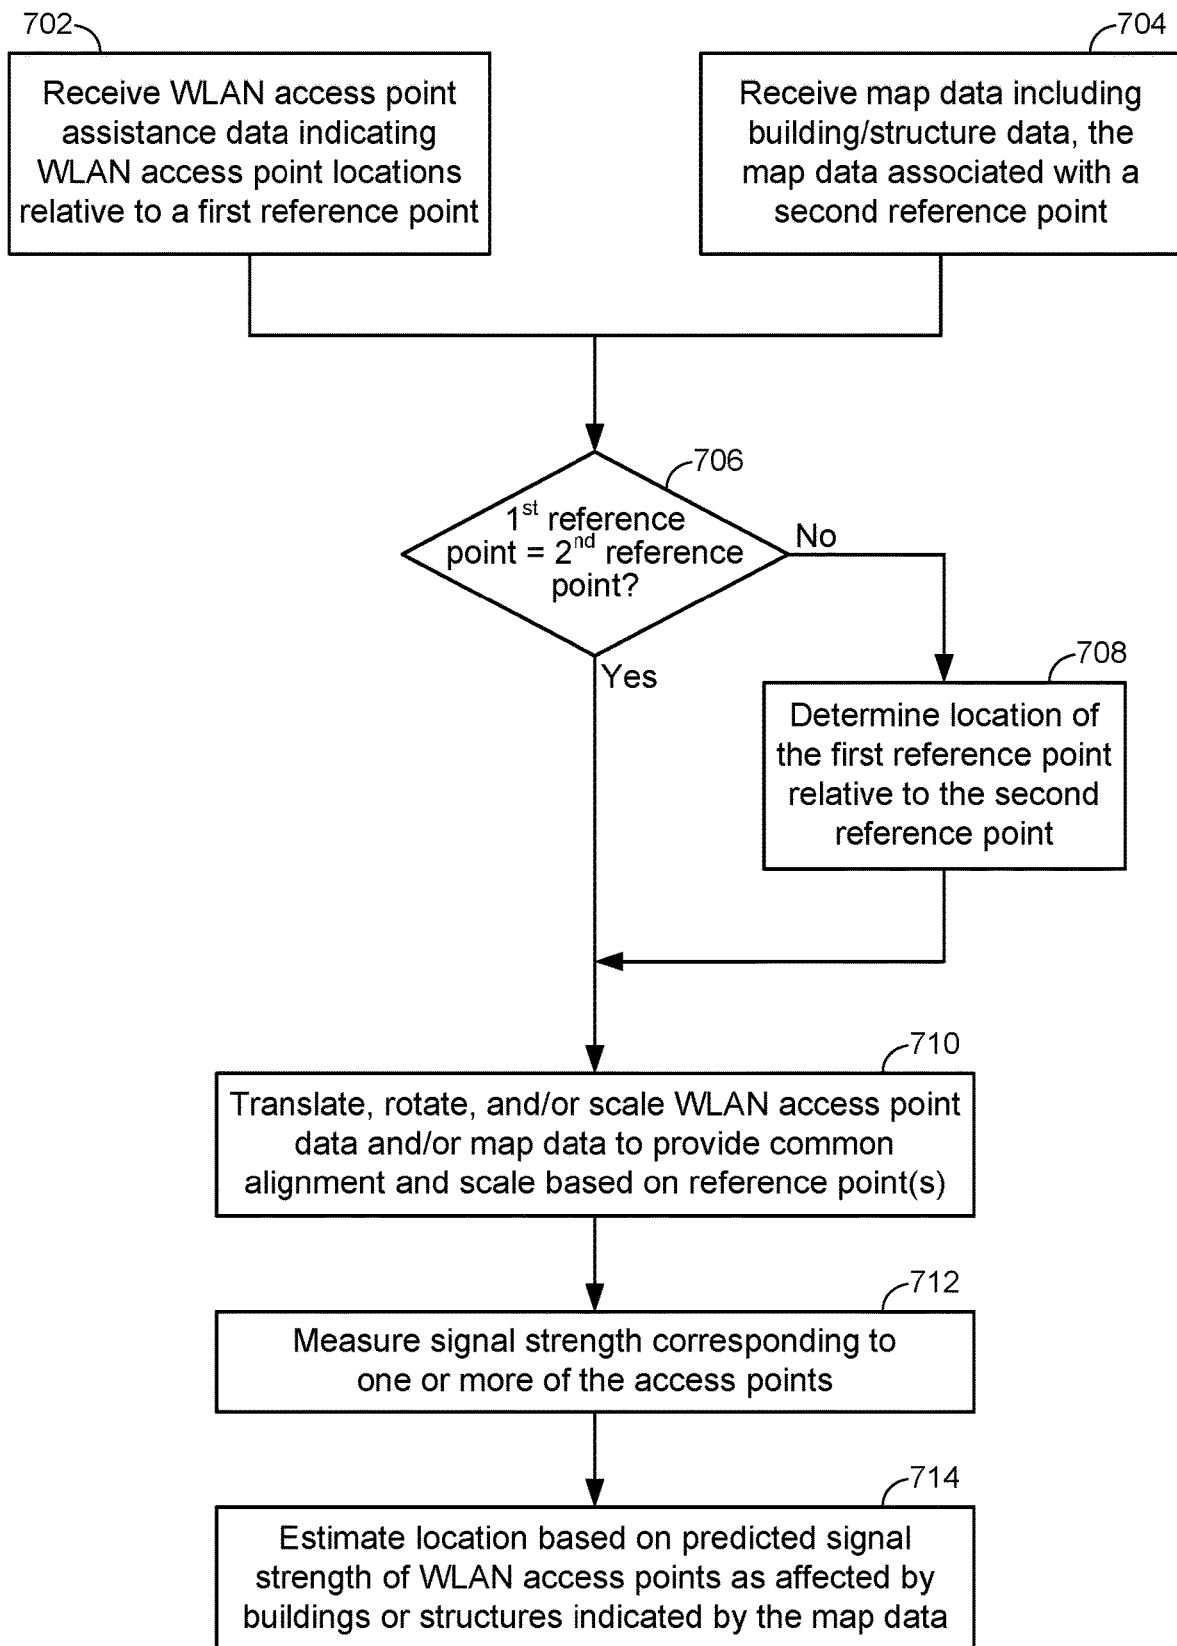 702
Receive WLAN access point
assistance data indicating
WLAN access point locations
relative to a first reference point
704
Receive map data including
building/structure data, the
map data associated with a
second reference point
706
1st reference
point = 2nd reference
point?
No
Yes
708
Determine location of
the first reference point
relative to the second
reference point
710
Translate, rotate, and/or scale WLAN access point
data and/or map data to provide common
alignment and scale based on reference point(s)
712
Measure signal strength corresponding to
one or more of the access points
714
Estimate location based on predicted signal
strength of WLAN access points as affected by
buildings or structures indicated by the map data